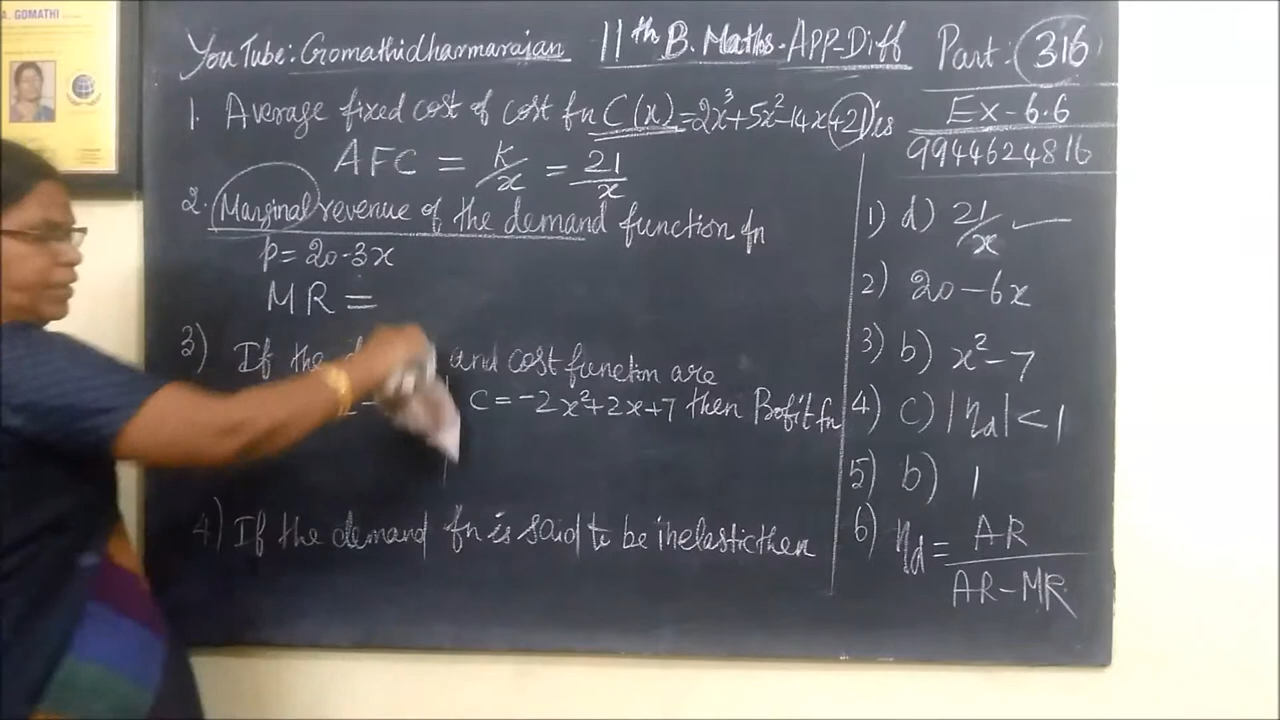 A. GOMATHI
YouTube: Gomathidharmarajan 11th B. Maths-APP-Diff Part: 316
Ex-6.6
9944624816
1. Average fixed cost of cost fn C(x)=2x³+5x²-14x+21 is
AFC = k/x = 21/x
2. Marginal revenue of the demand function fn
p=20-3x
MR =
3) If the and cost function are
C=-2x²+2x+7 then Profit fn
4) If the demand fn is said to be inelastic then
1) d) 21/x
2) 20-6x
3) b) x²-7
4) c) |ηd|<1
5) b) 1
6) ηd = AR/AR-MR